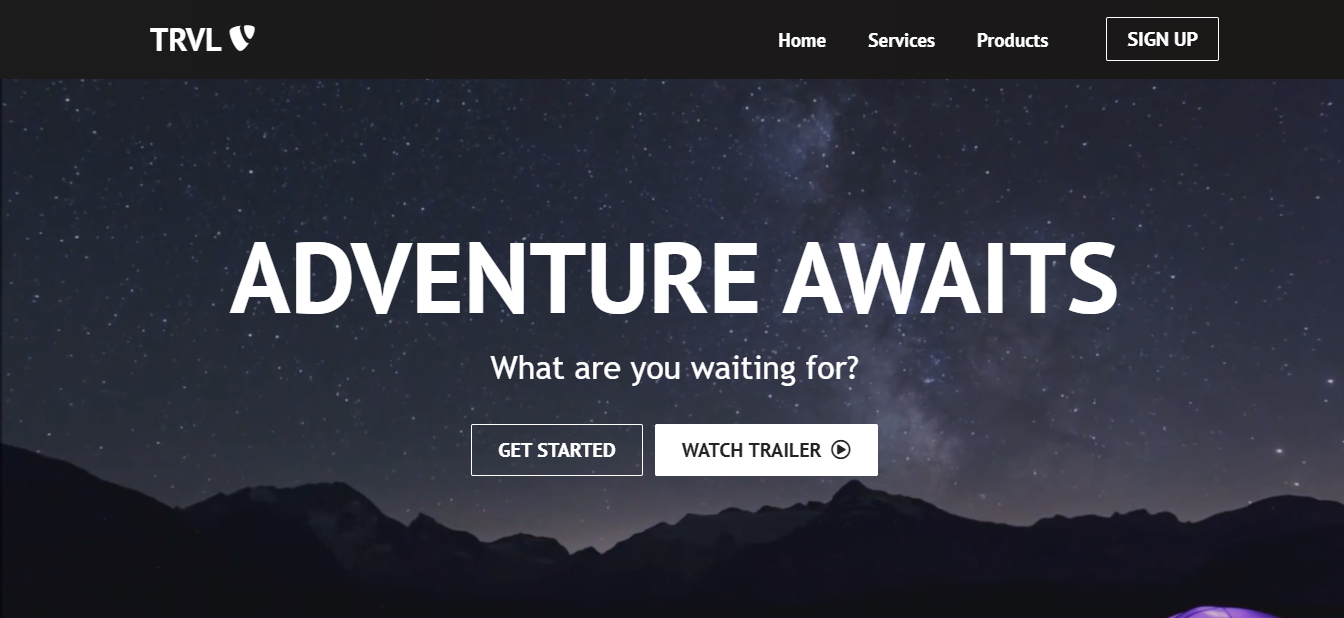 TRVL
Home Services Products SIGN UP
ADVENTURE AWAITS
What are you waiting for?
GET STARTED WATCH TRAILER